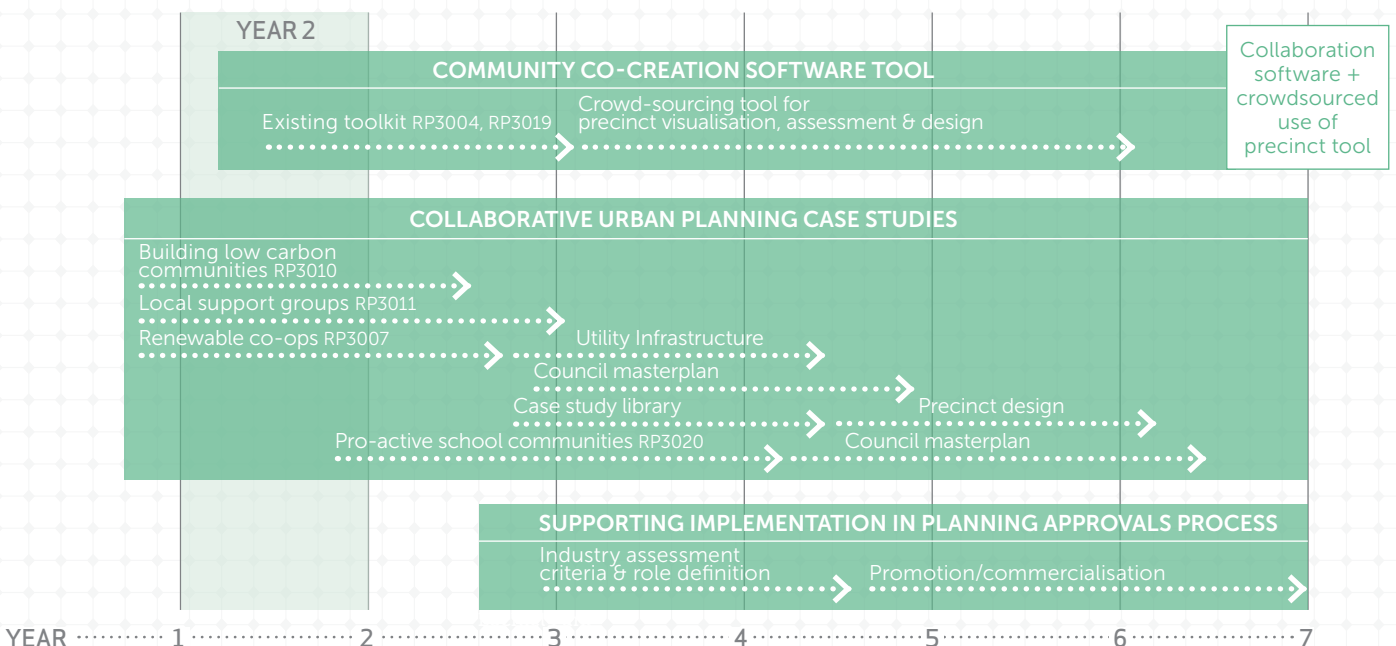 YEAR 2
COMMUNITY CO-CREATION SOFTWARE TOOL
Existing toolkit RP3004, RP3019
Crowd-sourcing tool for
precinct visualisation, assessment & design
Collaboration
software +
crowdsourced
use of
precinct tool
COLLABORATIVE URBAN PLANNING CASE STUDIES
Building low carbon
communities RP3010
Local support groups RP3011
Renewable co-ops RP3007
Utility Infrastructure
Council masterplan
Case study library
Precinct design
Pro-active school communities RP3020
Council masterplan
SUPPORTING IMPLEMENTATION IN PLANNING APPROVALS PROCESS
Industry assessment
criteria & role definition
Promotion/commercialisation
YEAR 1 2 3 4 5 6 7